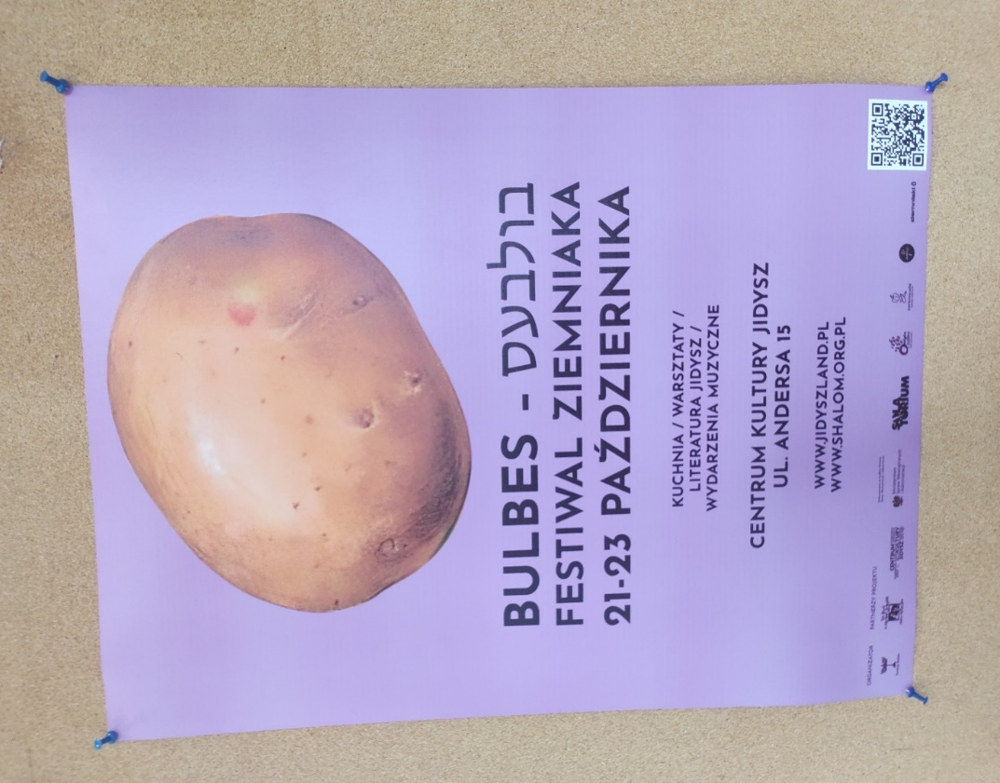 BULBES - בולבעס
FESTIWAL ZIEMNIAKA
21-23 PAŹDZIERNIKA
KUCHNIA / WARSZTATY /
LITERATURA JIDYSZ /
WYDARZENIA MUZYCZNE
CENTRUM KULTURY JIDYSZ
UL. ANDERSA 15
WWW.JIDYSZLAND.PL
WWW.SHALOM.ORG.PL
ORGANIZATOR
PARTNERZY PROJEKTU